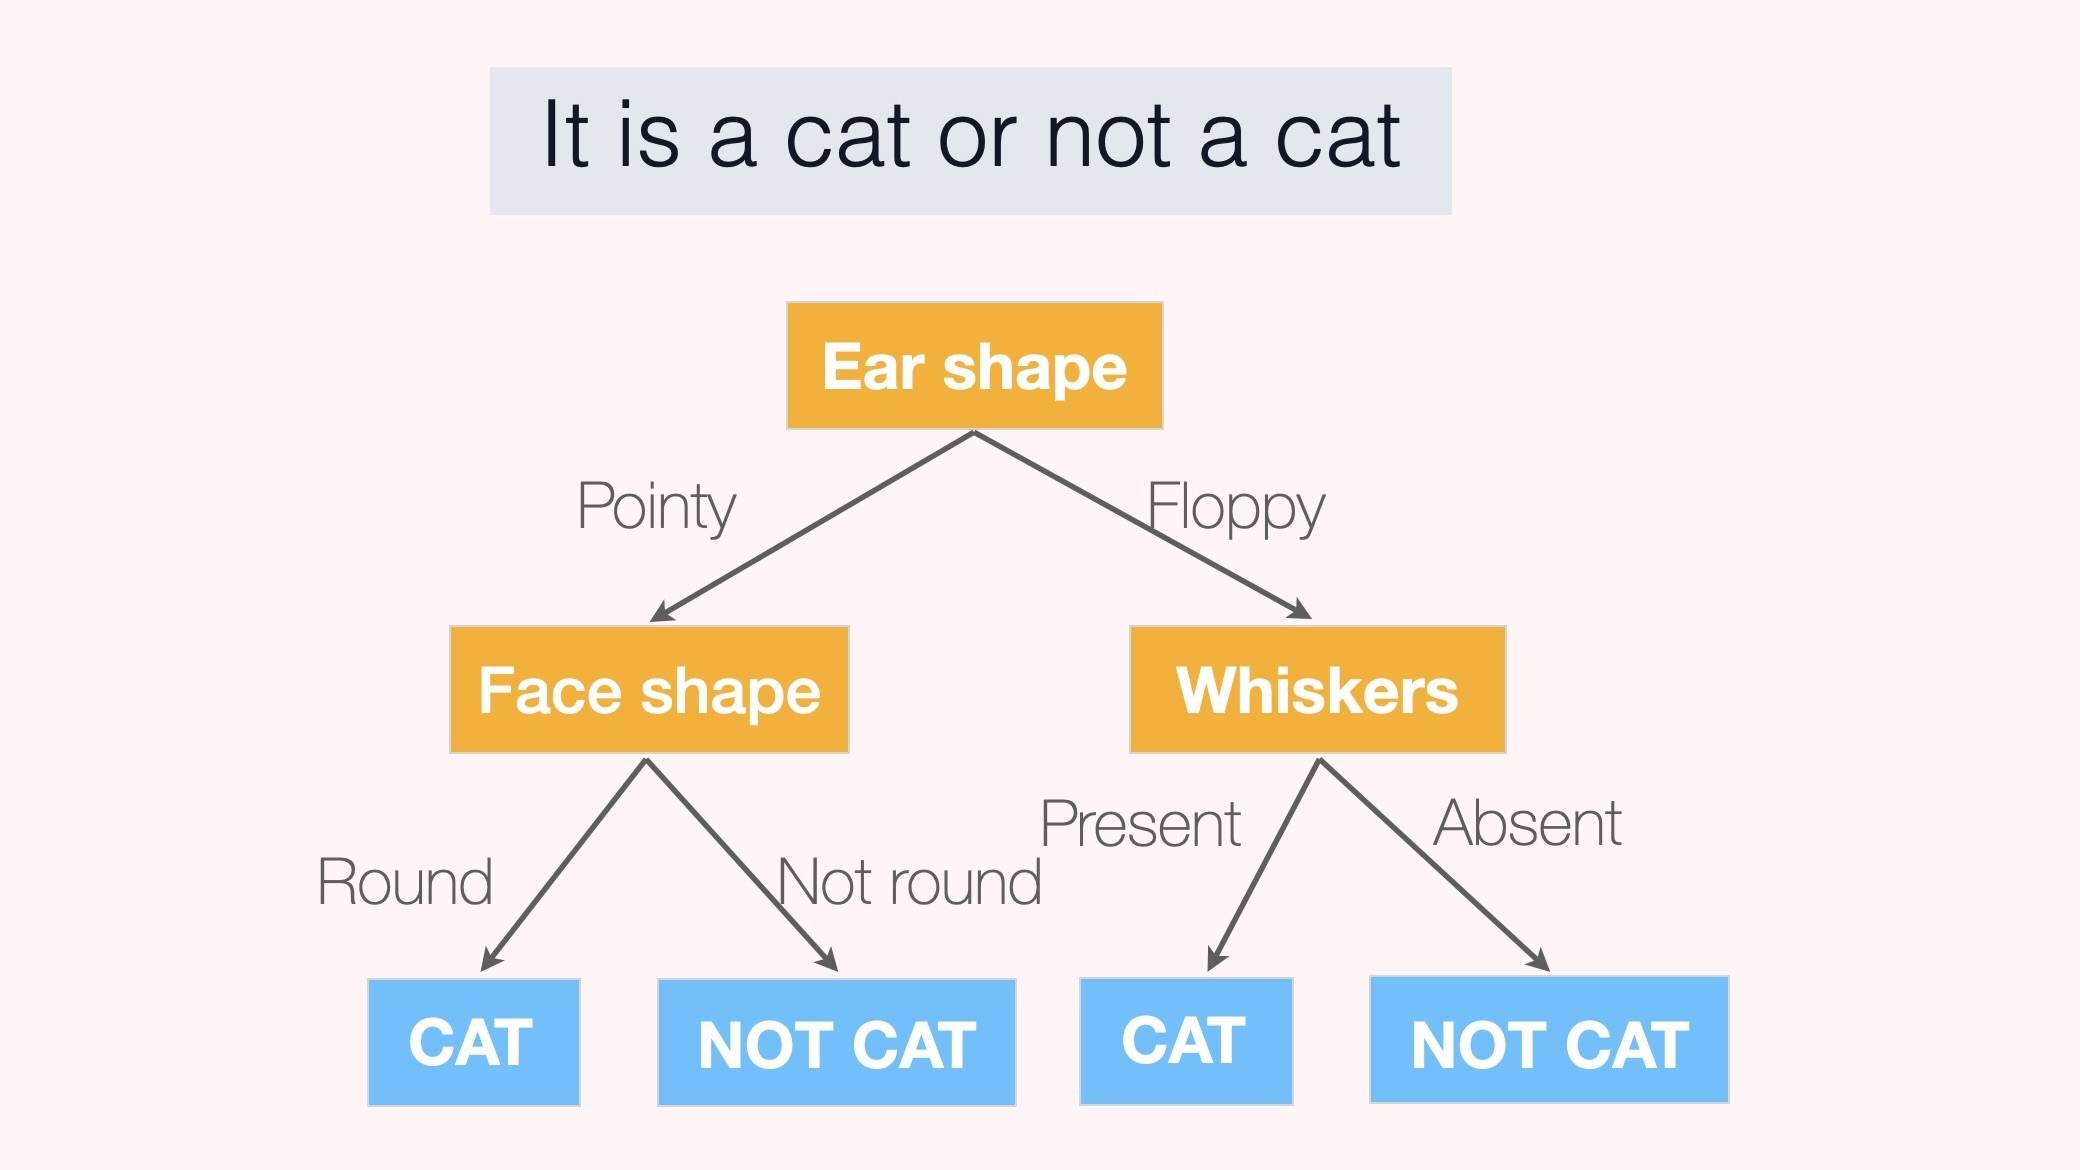 It is a cat or not a cat
Ear shape
Pointy
Floppy
Face shape
Whiskers
Present
Absent
Round
Not round
CAT
NOT CAT
CAT
NOT CAT